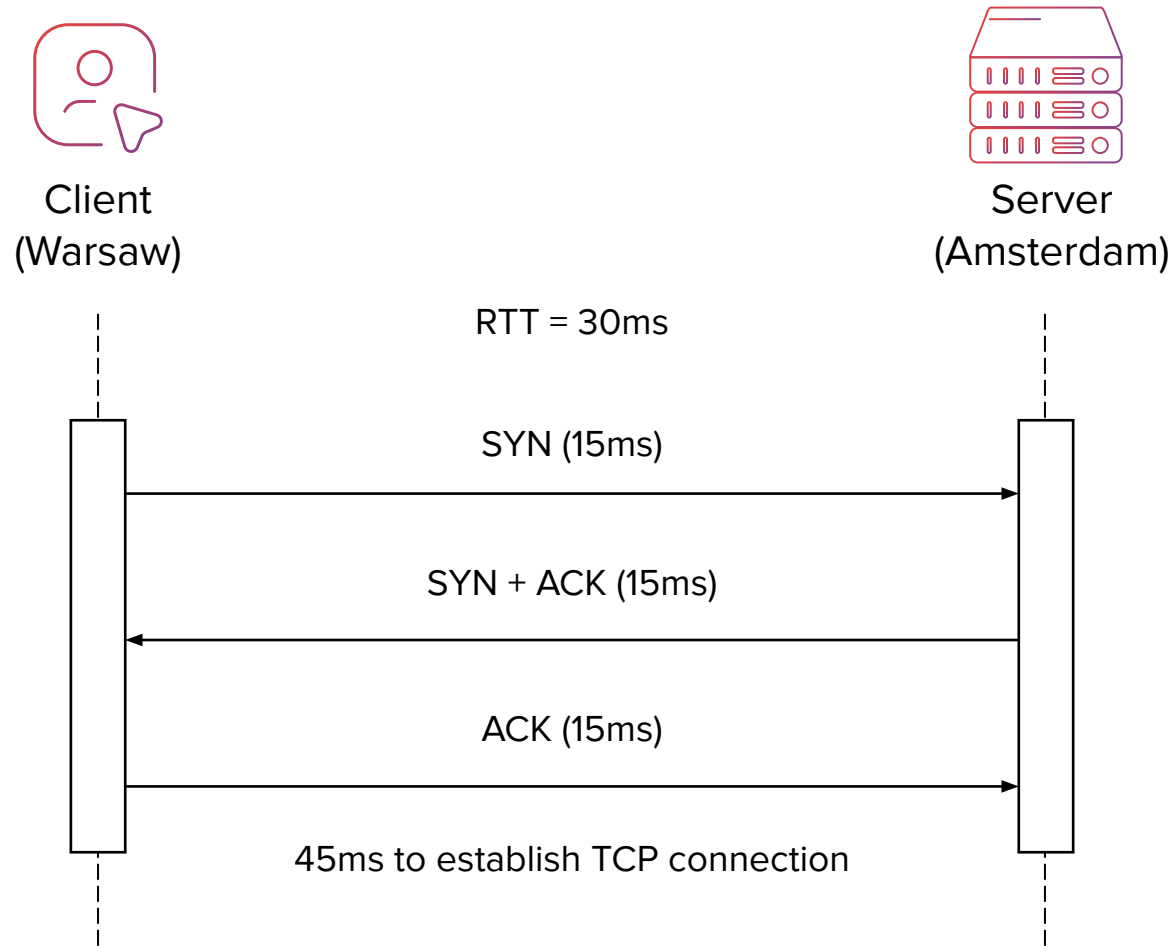 Client
(Warsaw)
Server
(Amsterdam)
RTT = 30ms
SYN (15ms)
SYN + ACK (15ms)
ACK (15ms)
45ms to establish TCP connection